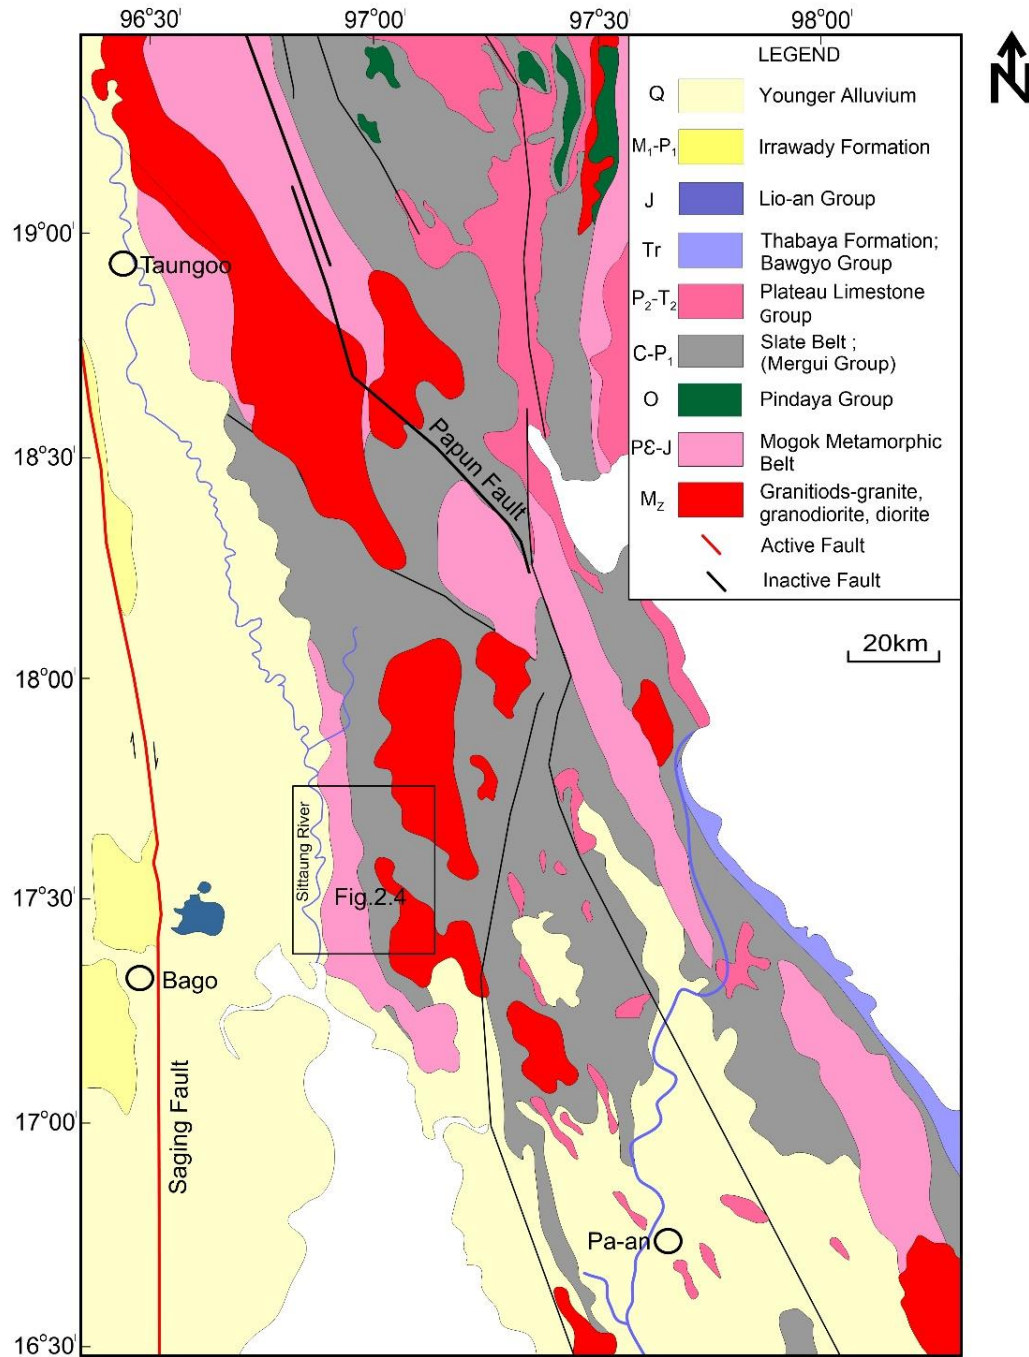 96°30' 97°00' 97°30' 98°00'
N
LEGEND
Q Younger Alluvium
M₁-P₁ Irrawady Formation
J Lio-an Group
Tr Thabaya Formation;
Bawgyo Group
P₂-T₂ Plateau Limestone
Group
C-P₁ Slate Belt ;
(Mergui Group)
O Pindaya Group
PƐ-J Mogok Metamorphic
Belt
Mz Granitiods-granite,
granodiorite, diorite
Active Fault
Inactive Fault
20km
19°00'
Taungoo
18°30'
Papun Fault
18°00'
Sittaung River
17°30'
Fig.2.4
Bago
Saging Fault
17°00'
Pa-an
16°30'